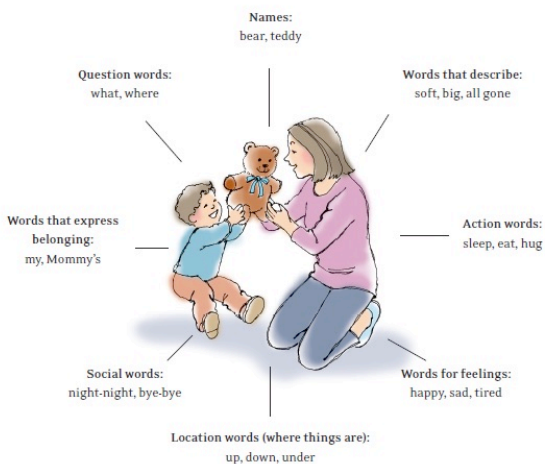 Names:
bear, teddy
Question words:
what, where
Words that describe:
soft, big, all gone
Words that express
belonging:
my, Mommy's
Action words:
sleep, eat, hug
Social words:
night-night, bye-bye
Words for feelings:
happy, sad, tired
Location words (where things are):
up, down, under